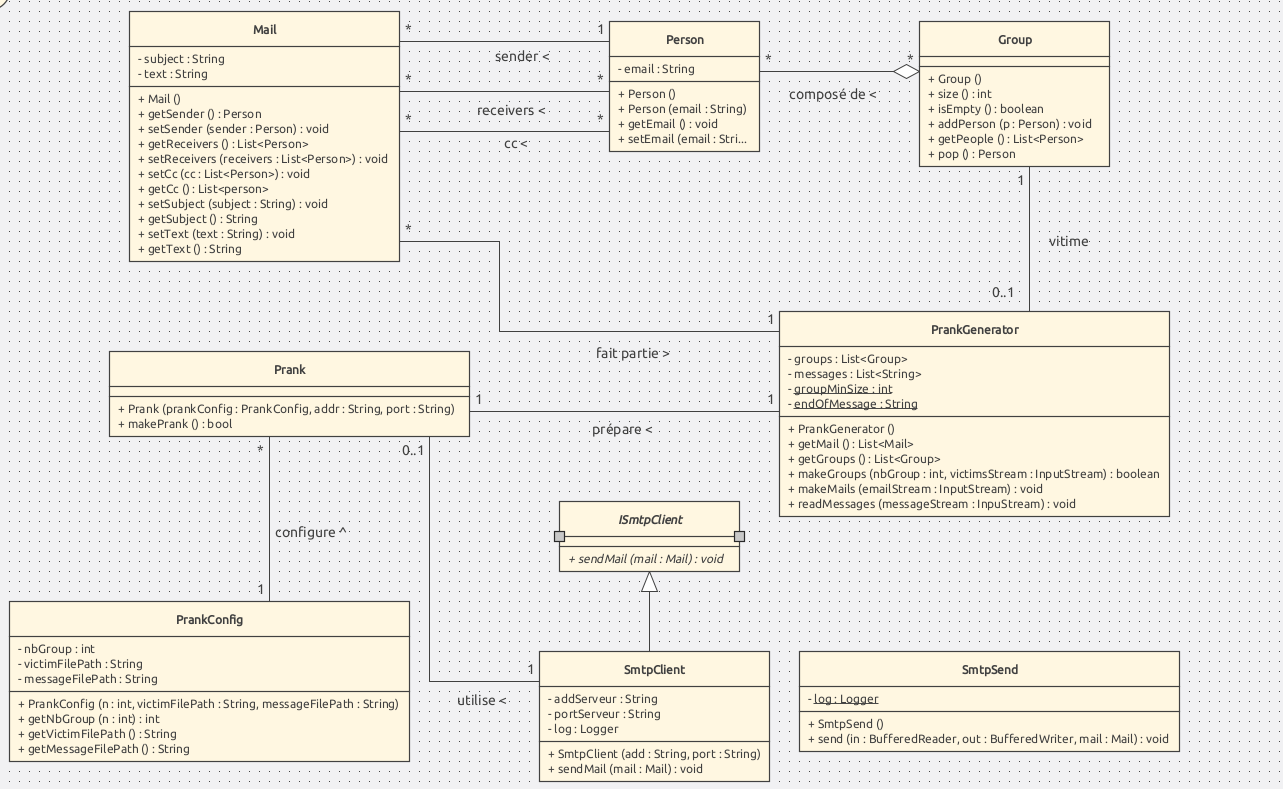 Mail
- subject : String
- text : String
+ Mail ()
+ getSender () : Person
+ setSender (sender : Person) : void
+ getReceivers () : List<Person>
+ setReceivers (receivers : List<Person>) : void
+ setCc (cc : List<Person>) : void
+ getCc () : List<person>
+ setSubject (subject : String) : void
+ getSubject () : String
+ setText (text : String) : void
+ getText () : String
* 1
sender <
* *
receivers <
* *
cc <
Person
- email : String
+ Person ()
+ Person (email : String)
+ getEmail () : void
+ setEmail (email : Stri...
* *
composé de <
Group
+ Group ()
+ size () : int
+ isEmpty () : boolean
+ addPerson (p : Person) : void
+ getPeople () : List<Person>
+ pop () : Person
1
vitime
0..1
*
1
fait partie >
PrankGenerator
- groups : List<Group>
- messages : List<String>
- groupMinSize : int
- endOfMessage : String
+ PrankGenerator ()
+ getMail () : List<Mail>
+ getGroups () : List<Group>
+ makeGroups (nbGroup : int, victimsStream : InputStream) : boolean
+ makeMails (emailStream : InputStream) : void
+ readMessages (messageStream : InpuStream) : void
Prank
+ Prank (prankConfig : PrankConfig, addr : String, port : String)
+ makePrank () : bool
1 1
prépare <
*
configure ^
1
0..1
1
utilise <
ISmtpClient
+ sendMail (mail : Mail) : void
PrankConfig
- nbGroup : int
- victimFilePath : String
- messageFilePath : String
+ PrankConfig (n : int, victimFilePath : String, messageFilePath : String)
+ getNbGroup (n : int) : int
+ getVictimFilePath () : String
+ getMessageFilePath () : String
SmtpClient
- addServeur : String
- portServeur : String
- log : Logger
+ SmtpClient (add : String, port : String)
+ sendMail (mail : Mail) : void
SmtpSend
- log : Logger
+ SmtpSend ()
+ send (in : BufferedReader, out : BufferedWriter, mail : Mail) : void